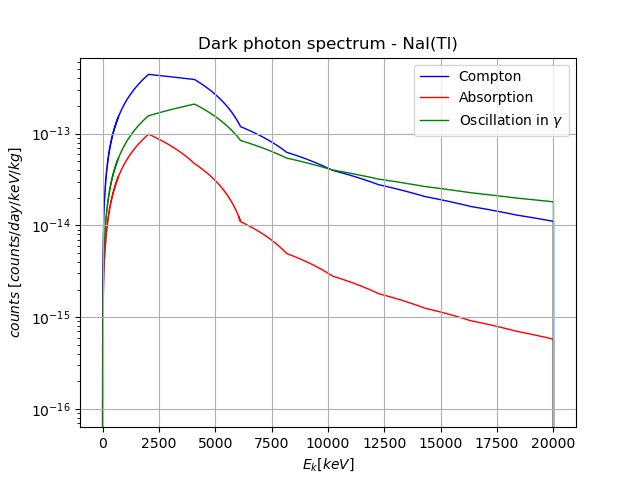 Dark photon spectrum - NaI(Tl)
Compton
Absorption
Oscillation in γ
counts [counts/day/keV/kg]
10⁻¹³
10⁻¹⁴
10⁻¹⁵
10⁻¹⁶
0 2500 5000 7500 10000 12500 15000 17500 20000
E_k[keV]